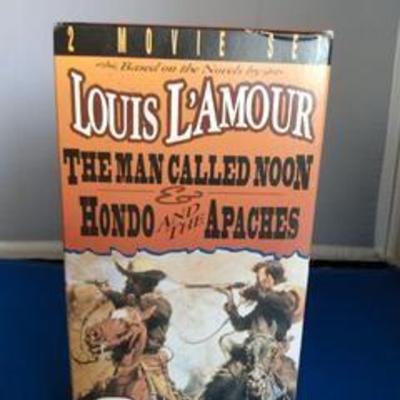 2 MOVIE SET
Based on the Novels by
LOUIS L'AMOUR
THE MAN CALLED NOON
&
HONDO AND THE APACHES